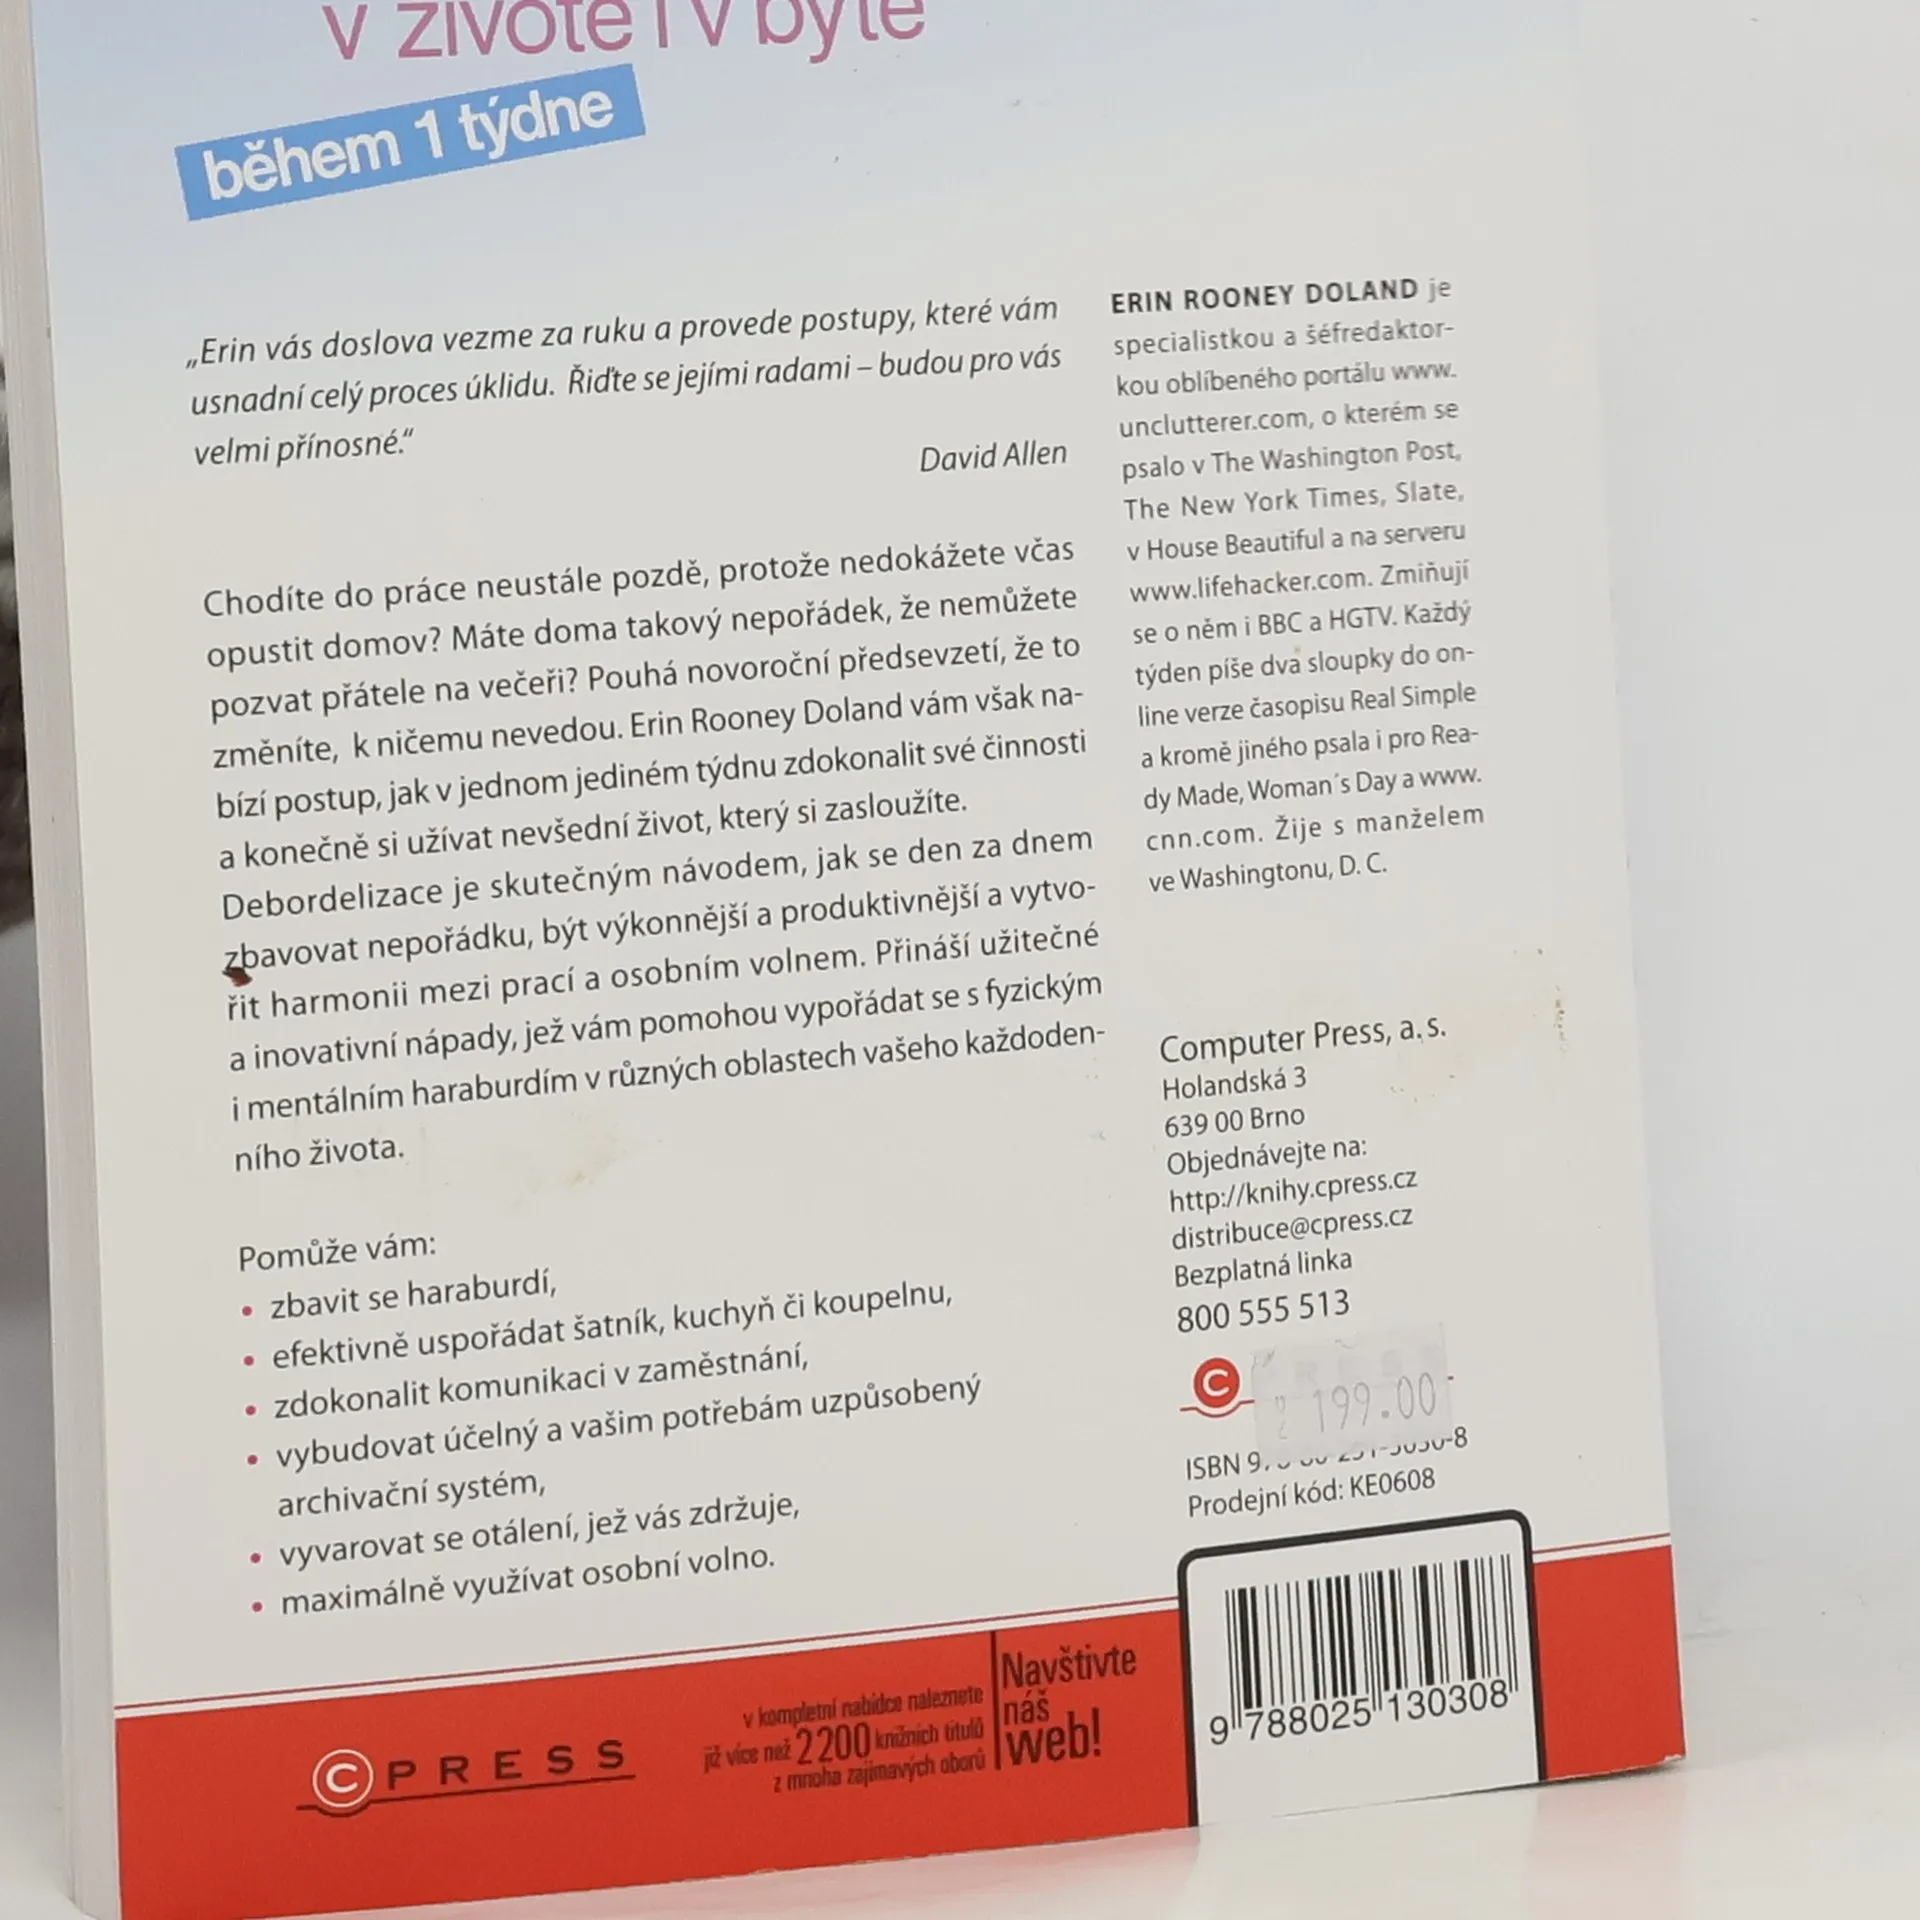 v životě i v bytě
během 1 týdne
„Erin vás doslova vezme za ruku a provede postupy, které vám
usnadní celý proces úklidu. Řiďte se jejími radami – budou pro vás
velmi přínosné.“
David Allen
Chodíte do práce neustále pozdě, protože nedokážete včas
opustit domov? Máte doma takový nepořádek, že nemůžete
pozvat přátele na večeři? Pouhá novoroční předsevzetí, že to
změníte, k ničemu nevedou. Erin Rooney Doland vám však na-
bízí postup, jak v jednom jediném týdnu zdokonalit své činnosti
a konečně si užívat nevšední život, který si zasloužíte.
Debordelizace je skutečným návodem, jak se den za dnem
zbavovat nepořádku, být výkonnější a produktivnější a vytvo-
řit harmonii mezi prací a osobním volnem. Přináší užitečné
a inovativní nápady, jež vám pomohou vypořádat se s fyzickým
i mentálním haraburdím v různých oblastech vašeho každoden-
ního života.
Pomůže vám:
• zbavit se haraburdí,
• efektivně uspořádat šatník, kuchyň či koupelnu,
• zdokonalit komunikaci v zaměstnání,
• vybudovat účelný a vašim potřebám uzpůsobený
archivační systém,
• vyvarovat se otálení, jež vás zdržuje,
• maximálně využívat osobní volno.
ERIN ROONEY DOLAND je
specialistkou a šéfredaktor-
kou oblíbeného portálu www.
unclutterer.com, o kterém se
psalo v The Washington Post,
The New York Times, Slate,
v House Beautiful a na serveru
www.lifehacker.com. Zmiňují
se o něm i BBC a HGTV. Každý
týden píše dva sloupky do on-
line verze časopisu Real Simple
a kromě jiného psala i pro Rea-
dy Made, Woman´s Day a www.
cnn.com. Žije s manželem
ve Washingtonu, D. C.
Computer Press, a. s.
Holandská 3
639 00 Brno
Objednávejte na:
http://knihy.cpress.cz
distribuce@cpress.cz
Bezplatná linka
800 555 513
C
199.00
ISBN
Prodejní kód: KE0608
9 788025 130308
C PRESS
v kompletní nabídce naleznete
již více než 2200 knižních titulů
z mnoha zajímavých oborů
Navštivte
náš
web!